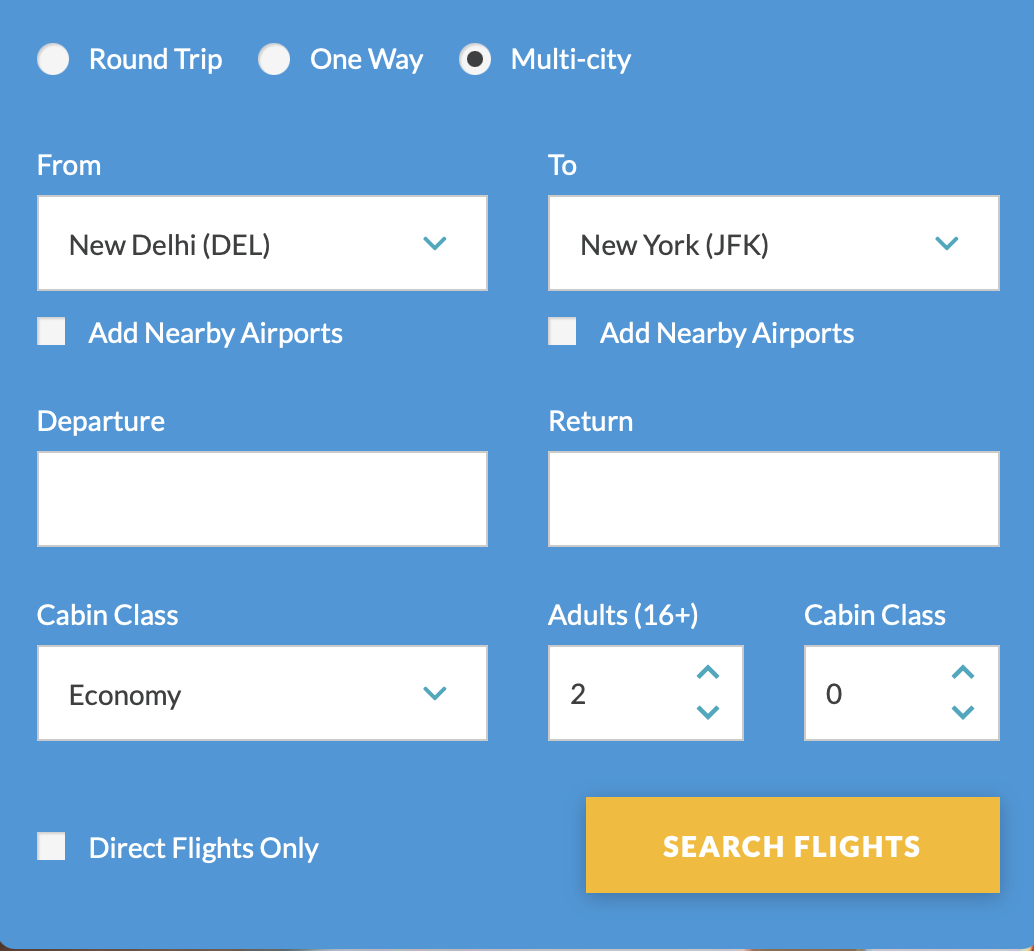 Round Trip One Way Multi-city
From To
New Delhi (DEL) New York (JFK)
Add Nearby Airports Add Nearby Airports
Departure Return
Cabin Class Adults (16+) Cabin Class
Economy 2 0
Direct Flights Only SEARCH FLIGHTS